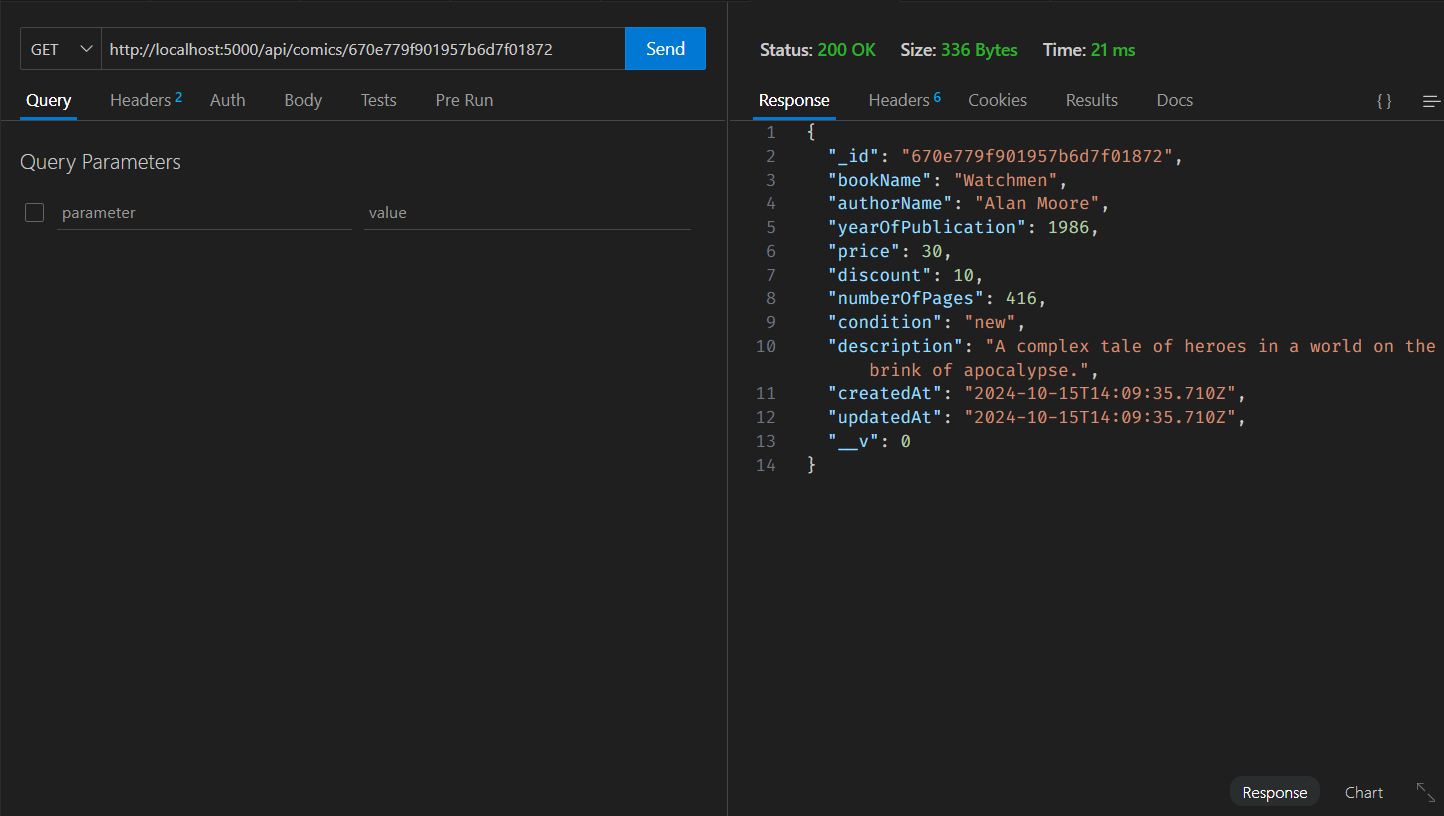 GET http://localhost:5000/api/comics/670e779f901957b6d7f01872 Send
Query Headers 2 Auth Body Tests Pre Run
Query Parameters
parameter value
Status: 200 OK Size: 336 Bytes Time: 21 ms
Response Headers 6 Cookies Results Docs {}
1 {
2 "_id": "670e779f901957b6d7f01872",
3 "bookName": "Watchmen",
4 "authorName": "Alan Moore",
5 "yearOfPublication": 1986,
6 "price": 30,
7 "discount": 10,
8 "numberOfPages": 416,
9 "condition": "new",
10 "description": "A complex tale of heroes in a world on the
brink of apocalypse.",
11 "createdAt": "2024-10-15T14:09:35.710Z",
12 "updatedAt": "2024-10-15T14:09:35.710Z",
13 "__v": 0
14 }
Response Chart